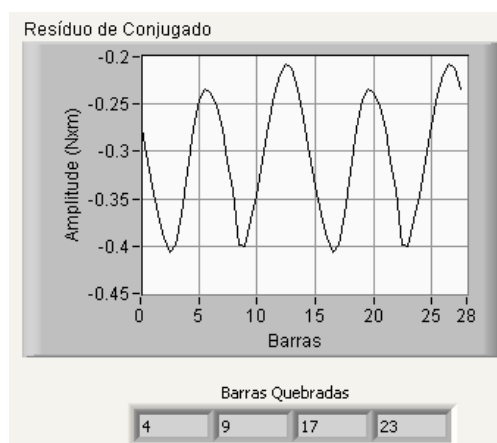 Resíduo de Conjugado
-0.2
-0.25
-0.3
-0.35
-0.4
-0.45
Amplitude (Nxm)
0 5 10 15 20 25 28
Barras
Barras Quebradas
4 9 17 23